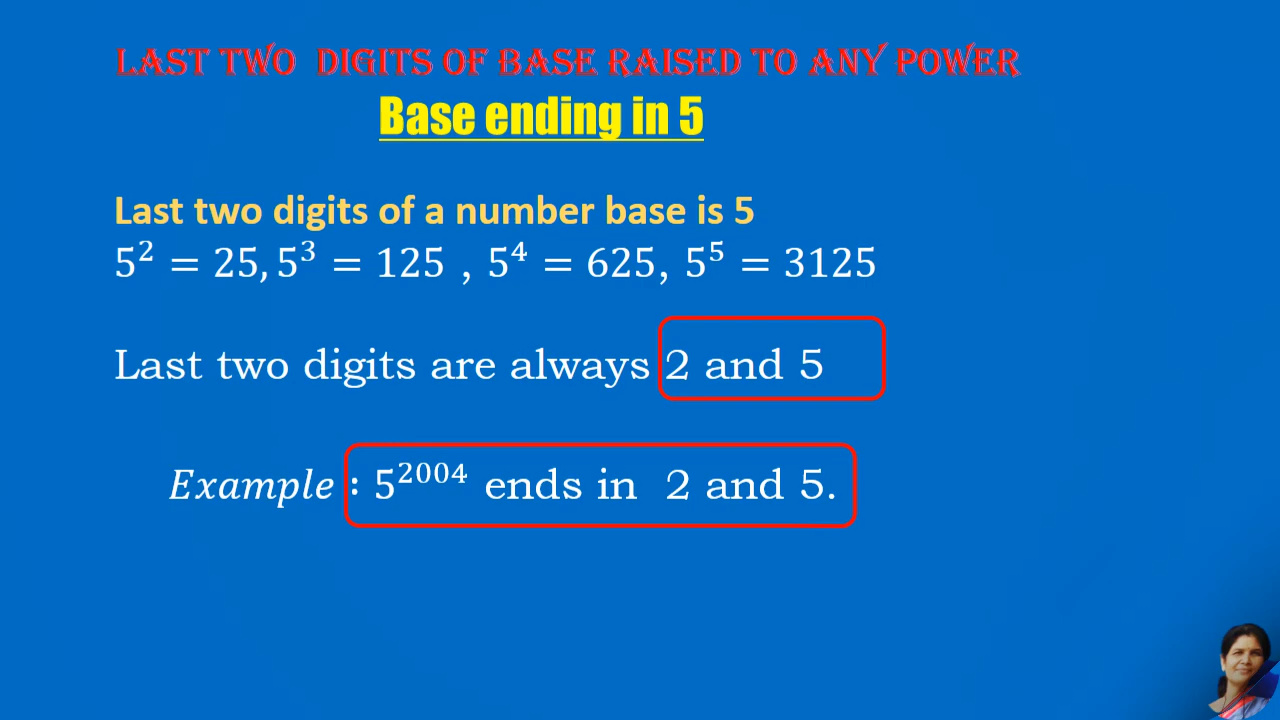 LAST TWO DIGITS OF BASE RAISED TO ANY POWER
Base ending in 5
Last two digits of a number base is 5
5² = 25, 5³ = 125 , 5⁴ = 625, 5⁵ = 3125
Last two digits are always 2 and 5
Example : 5²⁰⁰⁴ ends in 2 and 5.